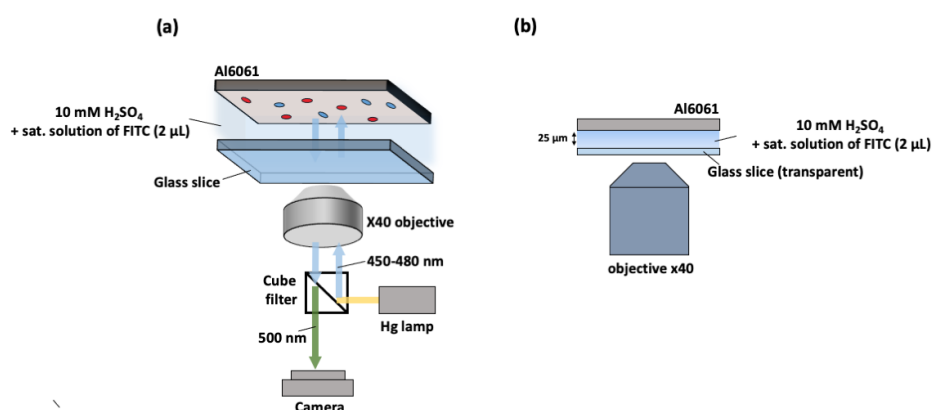 (a)
Al6061
10 mM H₂SO₄
+ sat. solution of FITC (2 µL)
Glass slice
X40 objective
450-480 nm
Cube
filter
Hg lamp
500 nm
Camera
(b)
Al6061
25 µm
10 mM H₂SO₄
+ sat. solution of FITC (2 µL)
Glass slice (transparent)
objective x40